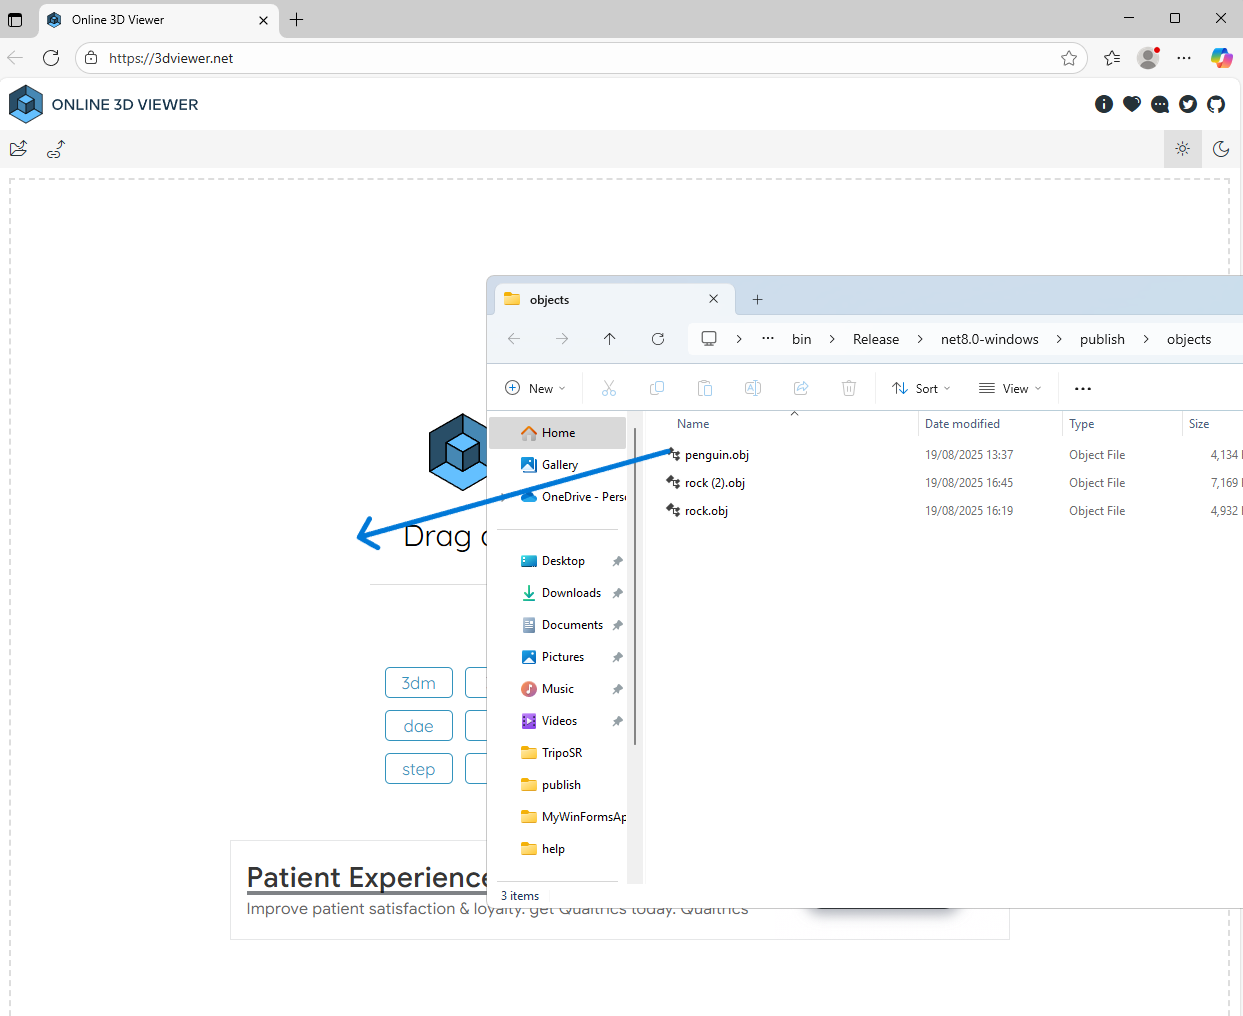 Online 3D Viewer
https://3dviewer.net
ONLINE 3D VIEWER
objects
bin
Release
net8.0-windows
publish
objects
New
Sort
View
Name
Date modified
Type
Size
Home
penguin.obj
19/08/2025 13:37
Object File
4,134
Gallery
rock (2).obj
19/08/2025 16:45
Object File
7,169
OneDrive - Pers
rock.obj
19/08/2025 16:19
Object File
4,932
Drag
Desktop
Downloads
Documents
Pictures
Music
Videos
TripoSR
publish
MyWinFormsAp
help
3 items
3dm
dae
step
Patient Experience
Improve patient satisfaction & loyalty. get Qualtrics today. Qualtrics